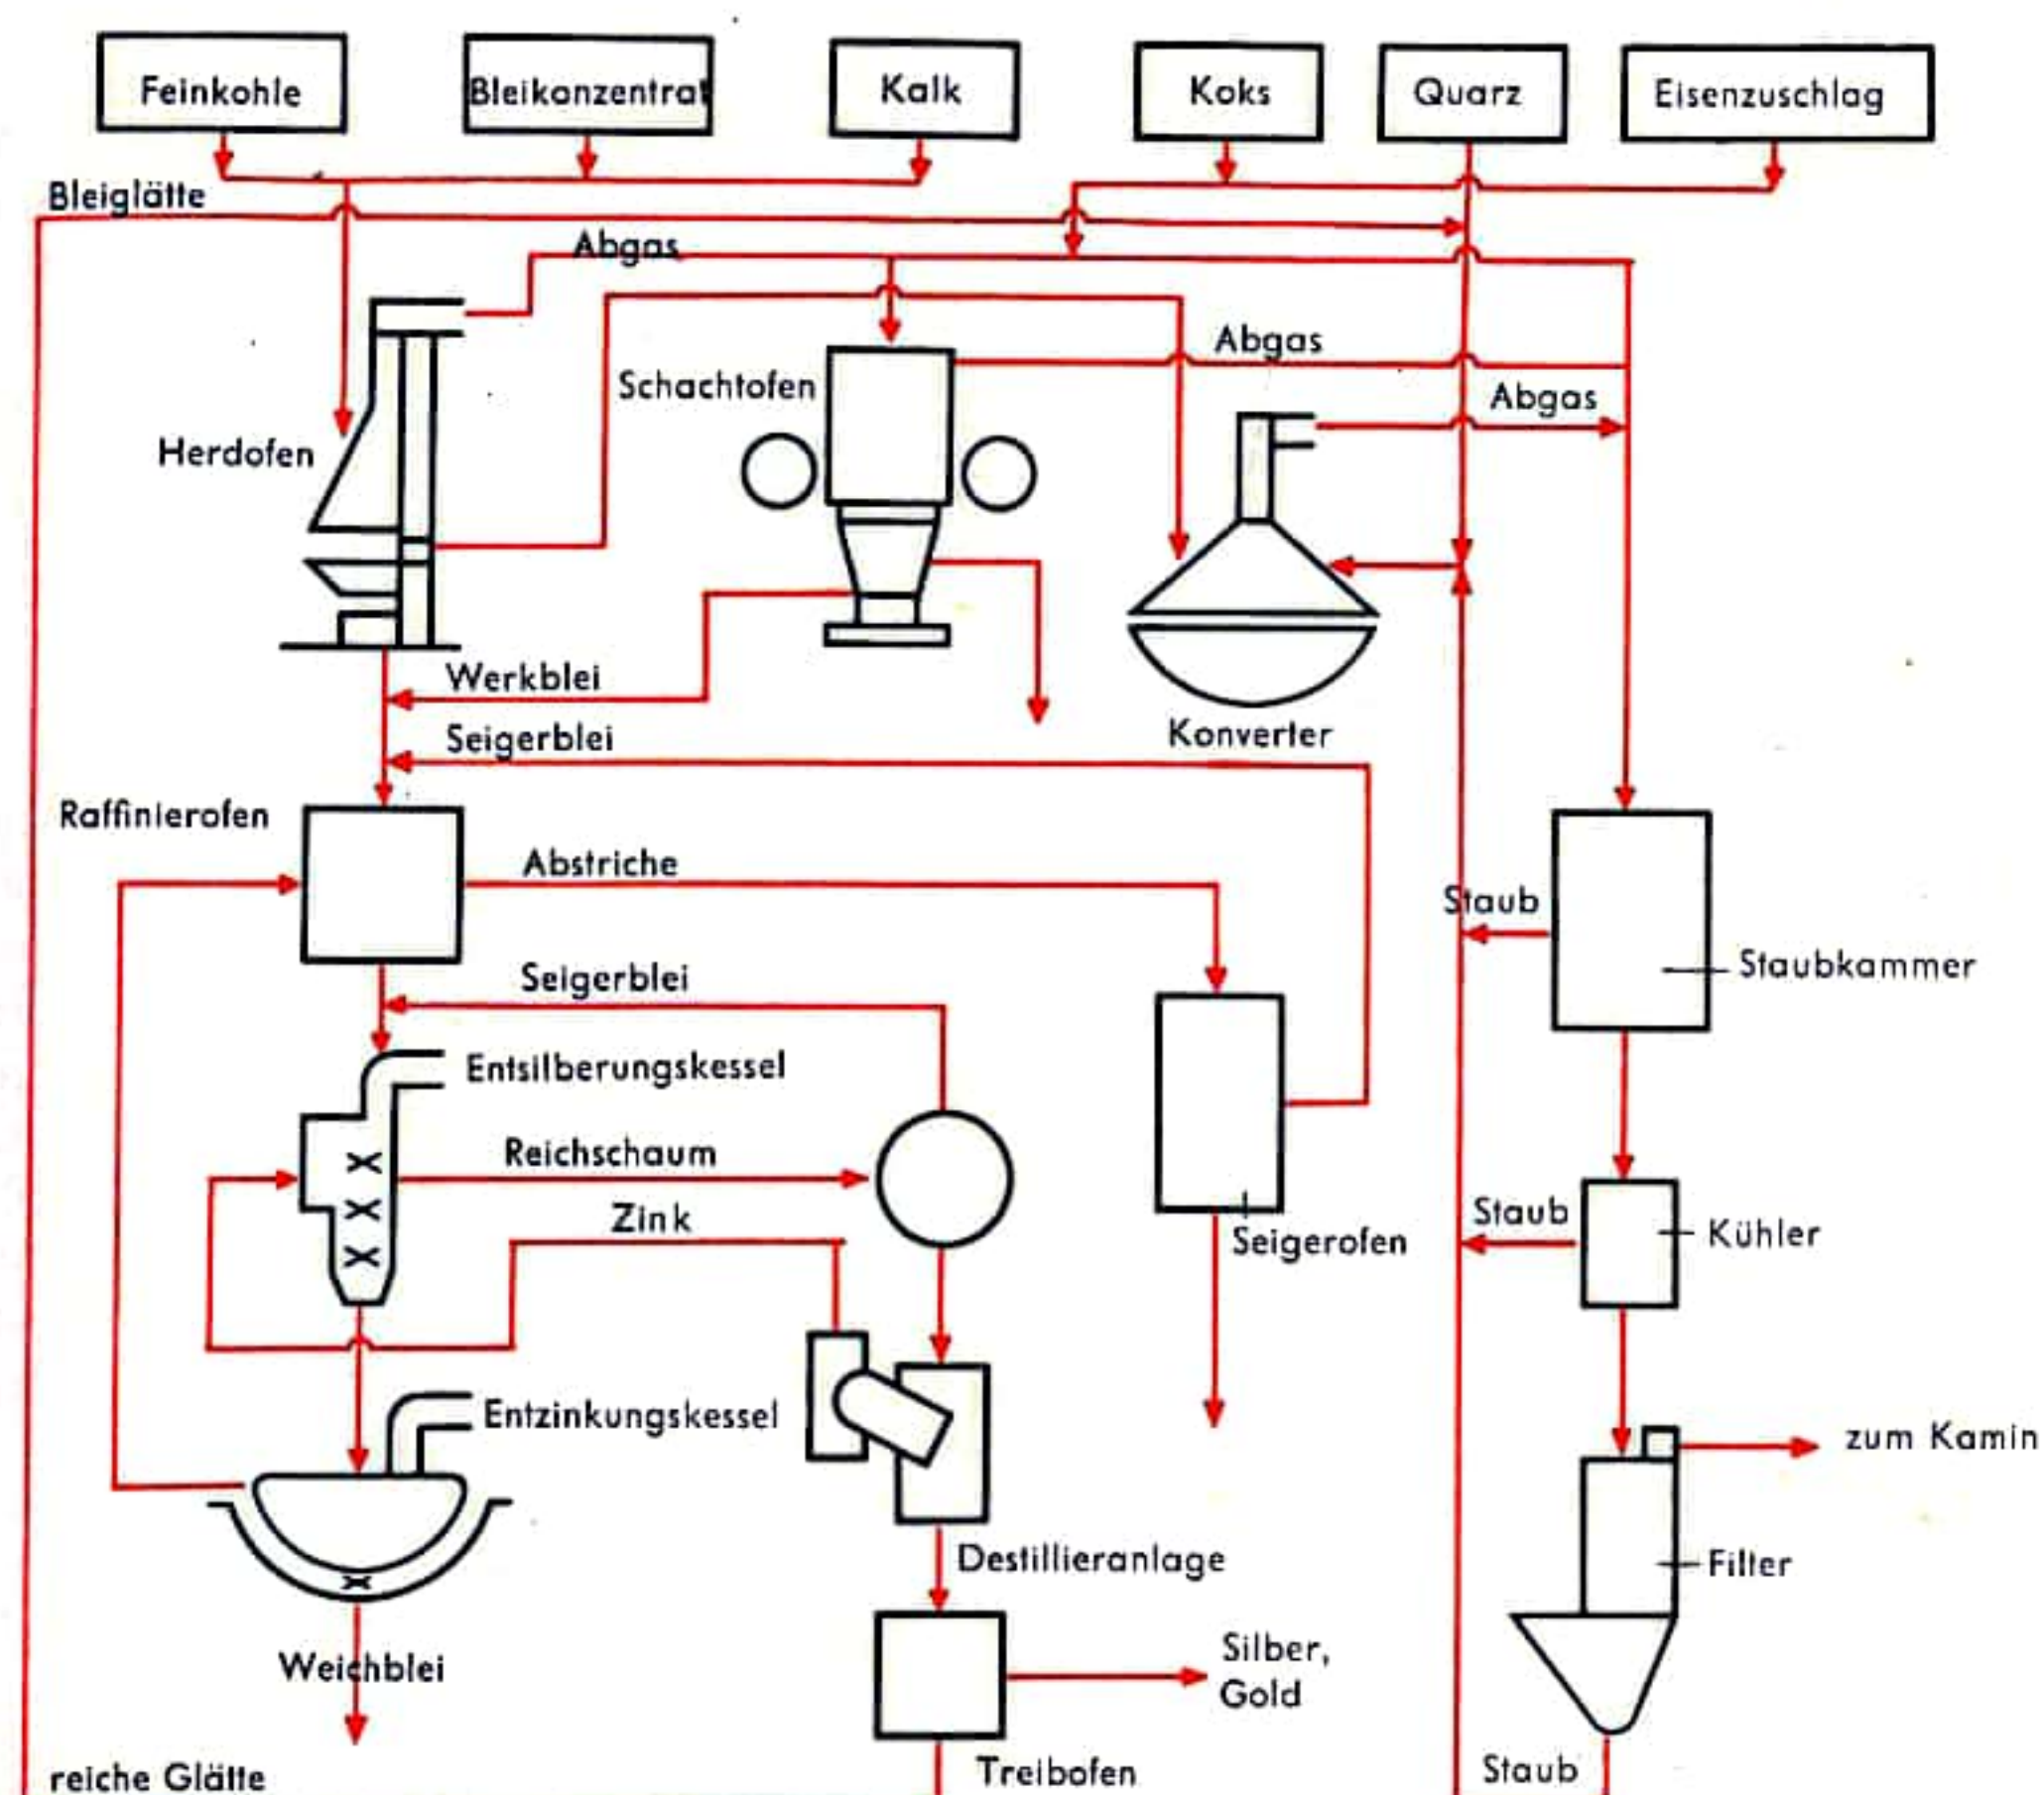 Feinkohle
Bleikonzentrat
Kalk
Koks
Quarz
Eisenzuschlag
Bleiglätte
Abgas
Abgas
Schachtofen
Abgas
Herdofen
Werkblei
Konverter
Seigerblei
Raffinierofen
Abstriche
Staub
Staubkammer
Seigerblei
Entsilberungskessel
Reichschaum
Zink
Staub
Kühler
Seigerofen
Entzinkungskessel
zum Kamin
Destillieranlage
Filter
Silber,
Gold
Weichblei
reiche Glätte
Treibofen
Staub